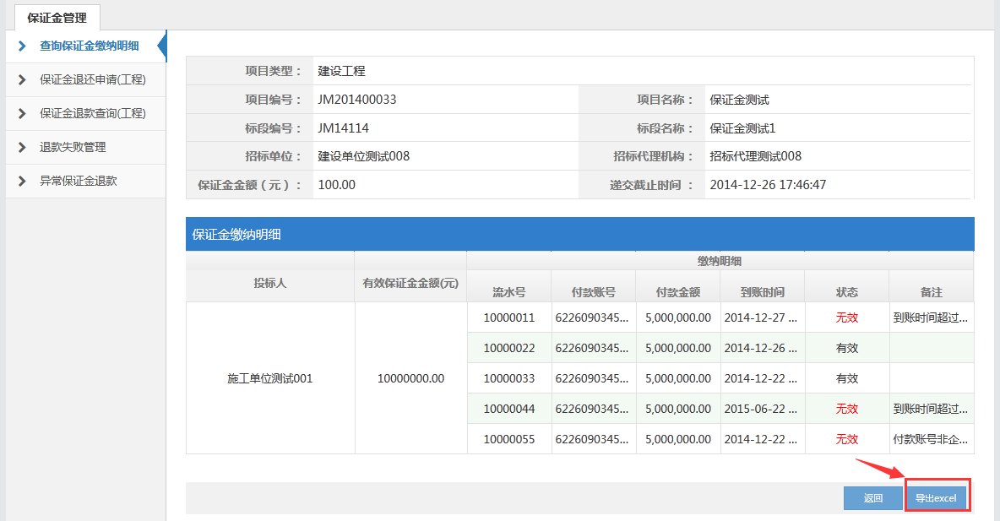 保证金管理
查询保证金缴纳明细
保证金退还申请(工程)
保证金退款查询(工程)
退款失败管理
异常保证金退款
项目类型： 建设工程
项目编号： JM201400033 项目名称： 保证金测试
标段编号： JM14114 标段名称： 保证金测试1
招标单位： 建设单位测试008 招标代理机构： 招标代理测试008
保证金金额（元）： 100.00 递交截止时间 ： 2014-12-26 17:46:47
保证金缴纳明细
缴纳明细
投标人 有效保证金金额(元)
流水号 付款账号 付款金额 到账时间 状态 备注
10000011 6226090345... 5,000,000.00 2014-12-27 ... 无效 到账时间超过...
10000022 6226090345... 5,000,000.00 2014-12-26 ... 有效
施工单位测试001 10000000.00 10000033 6226090345... 5,000,000.00 2014-12-22 ... 有效
10000044 6226090345... 5,000,000.00 2015-06-22 ... 无效 到账时间超过...
10000055 6226090345... 5,000,000.00 2014-12-22 ... 无效 付款账号非企...
返回 导出excel